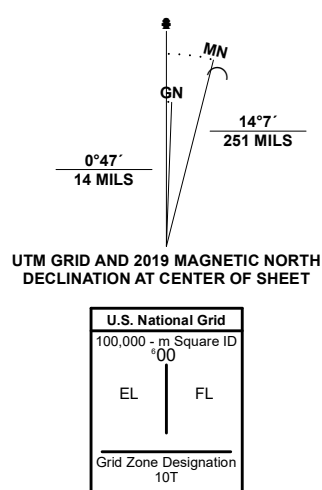 MN
GN
0°47´
14 MILS
14°7´
251 MILS
UTM GRID AND 2019 MAGNETIC NORTH
DECLINATION AT CENTER OF SHEET
U.S. National Grid
100,000 - m Square ID
⁶00
EL
FL
Grid Zone Designation
10T